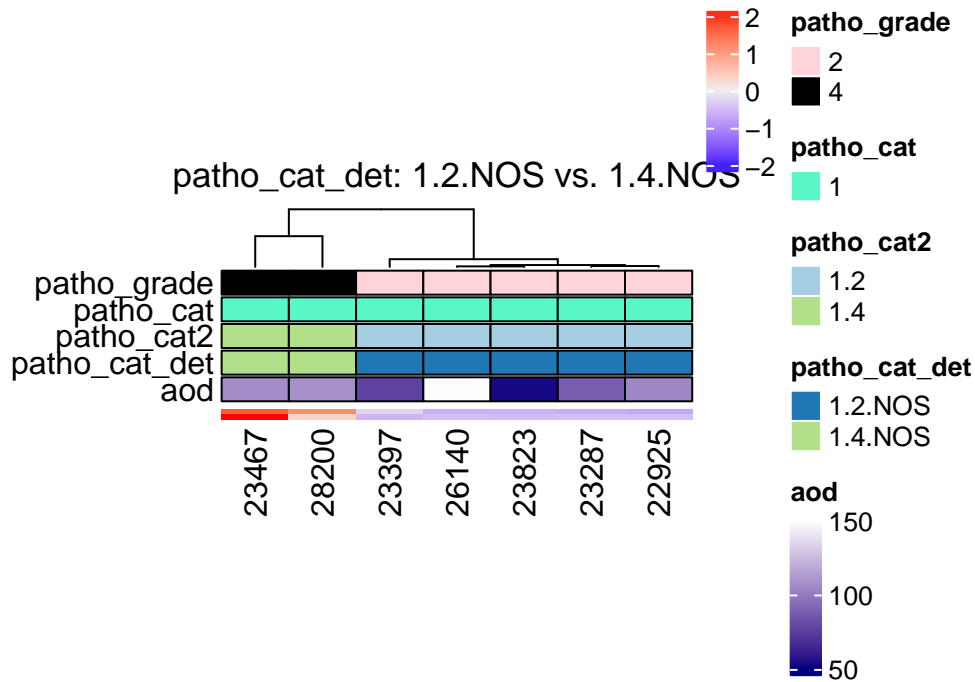 patho_cat_det: 1.2.NOS vs. 1.4.NOS
patho_grade
patho_cat
patho_cat2
patho_cat_det
aod
23467
28200
23397
26140
23823
23287
22925
2
1
0
−1
−2
patho_grade
2
4
patho_cat
1
patho_cat2
1.2
1.4
patho_cat_det
1.2.NOS
1.4.NOS
aod
150
100
50